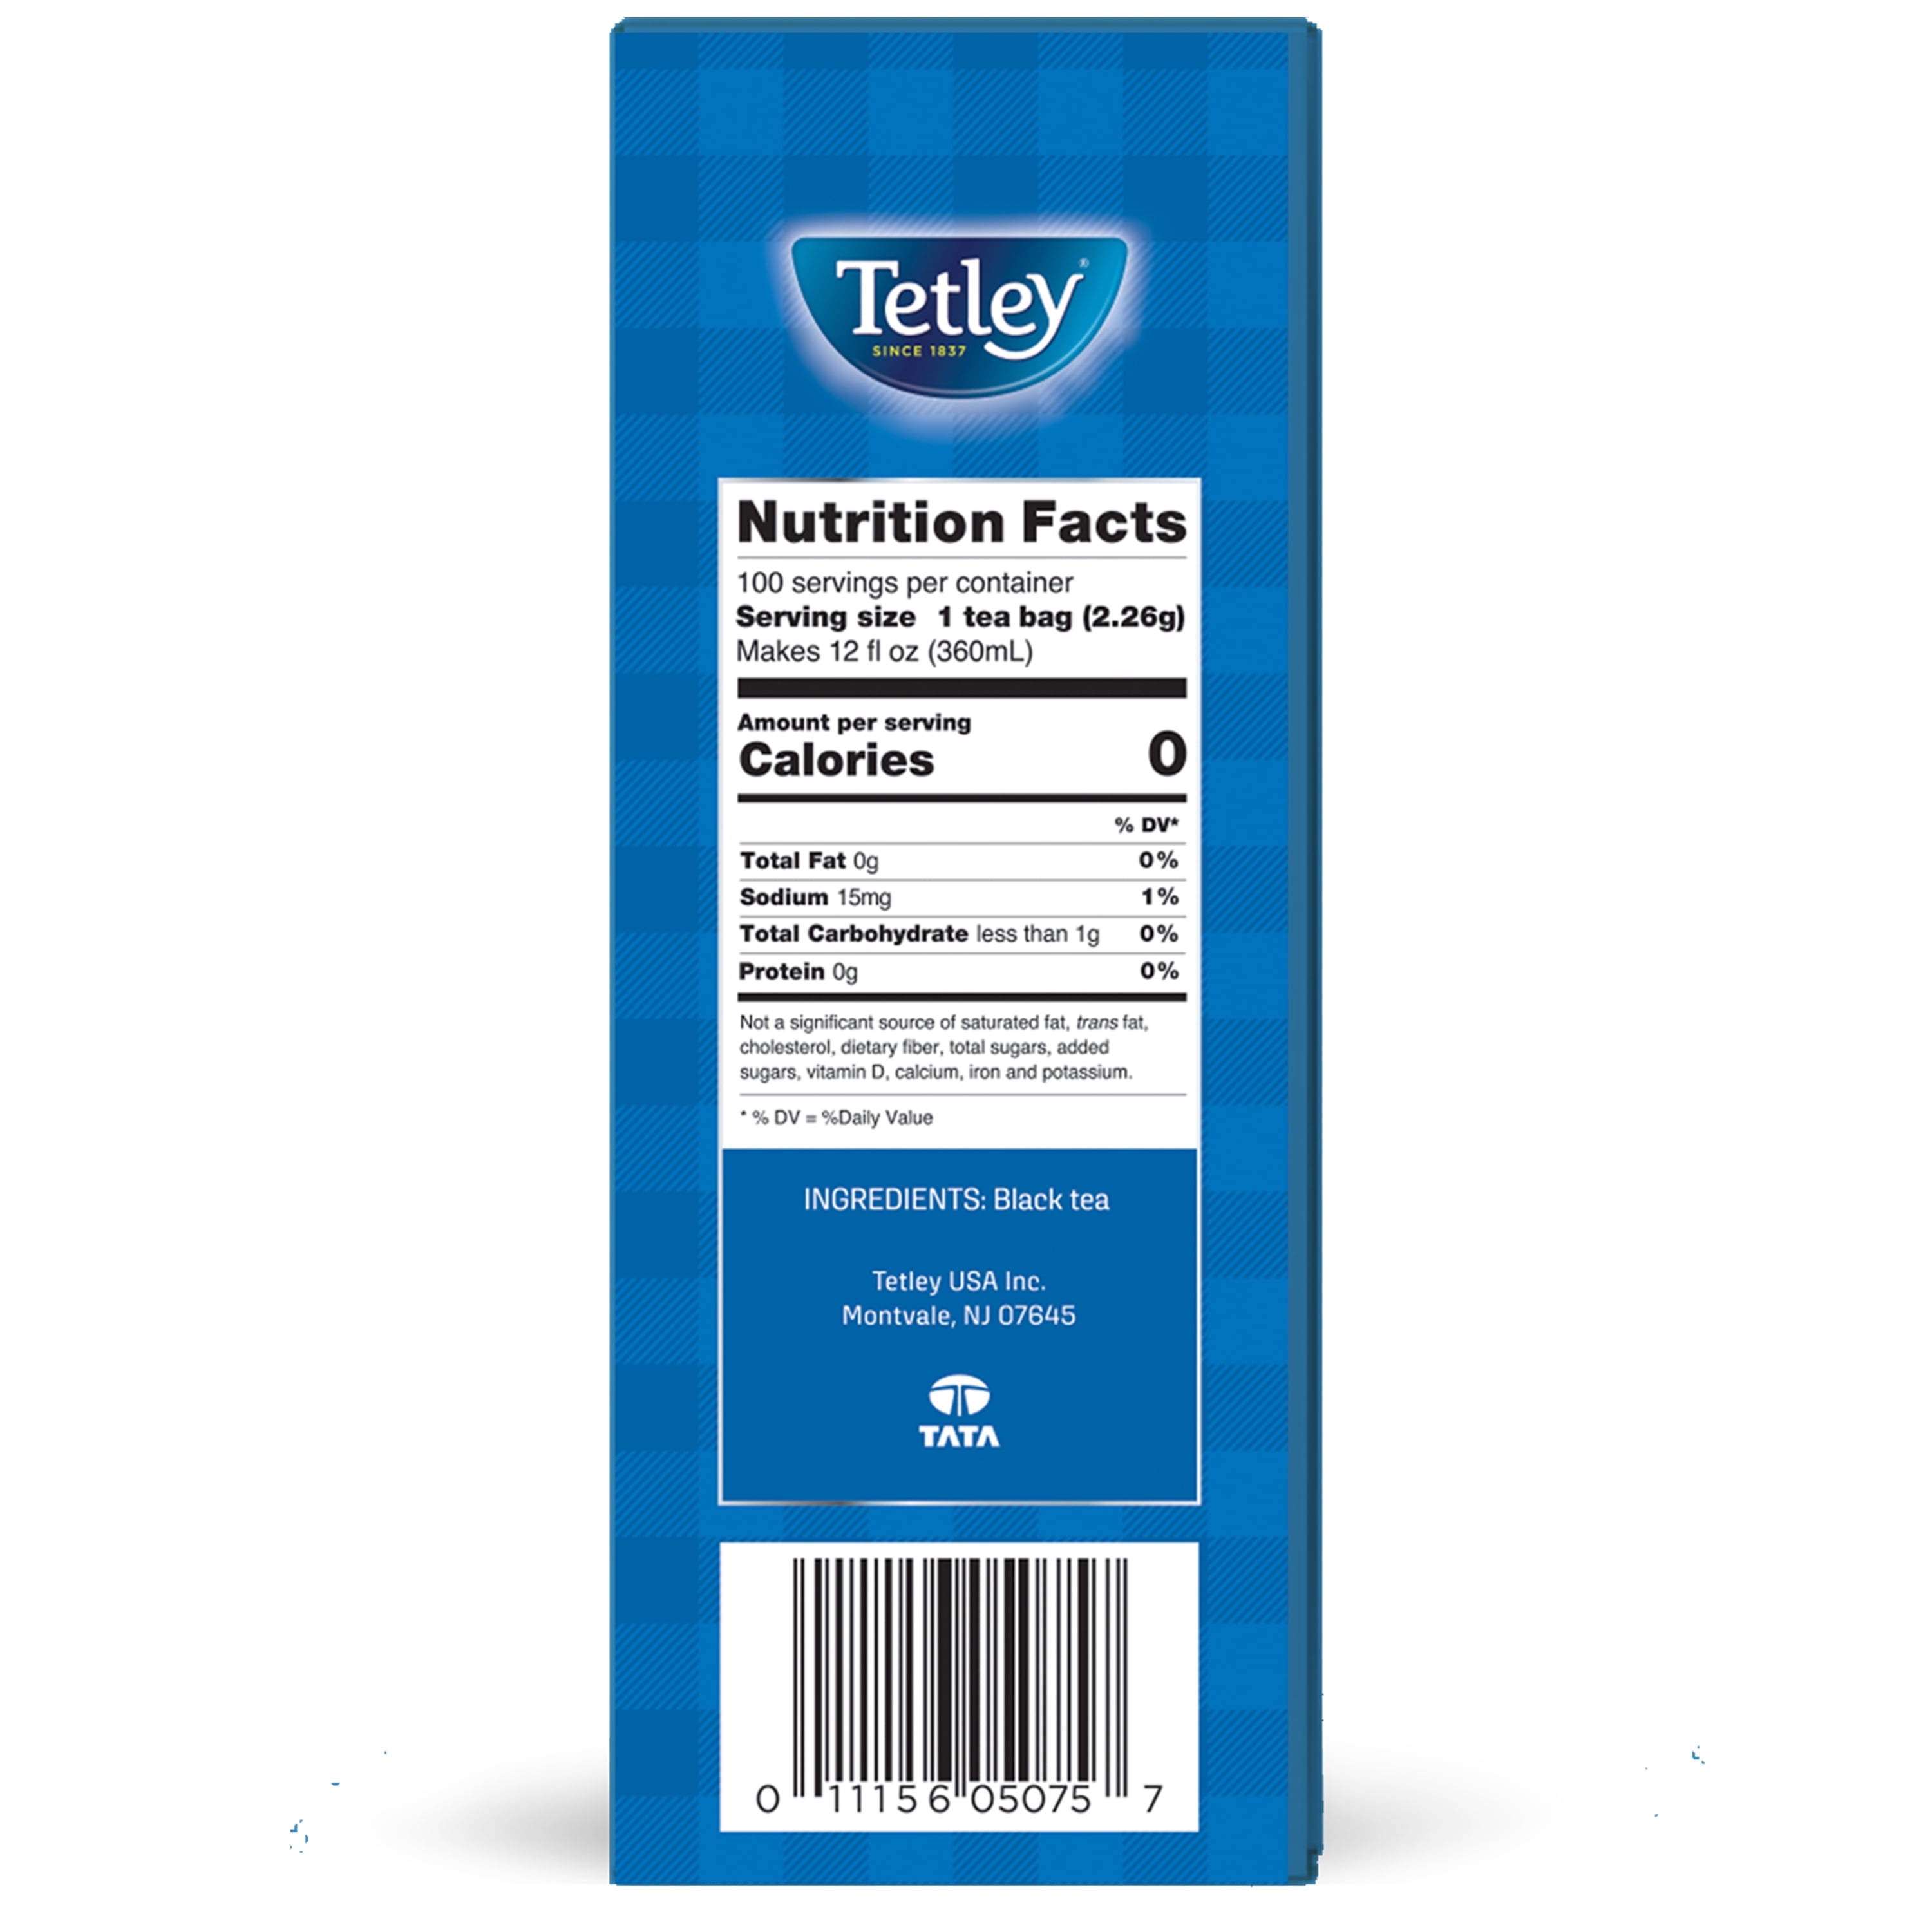 Tetley®
SINCE 1837
Nutrition Facts
100 servings per container
Serving size 1 tea bag (2.26g)
Makes 12 fl oz (360mL)
Amount per serving
Calories 0
% DV*
Total Fat 0g 0%
Sodium 15mg 1%
Total Carbohydrate less than 1g 0%
Protein 0g 0%
Not a significant source of saturated fat, trans fat,
cholesterol, dietary fiber, total sugars, added
sugars, vitamin D, calcium, iron and potassium.
* % DV = %Daily Value
INGREDIENTS: Black tea
Tetley USA Inc.
Montvale, NJ 07645
TATA
0 11156 05075 7